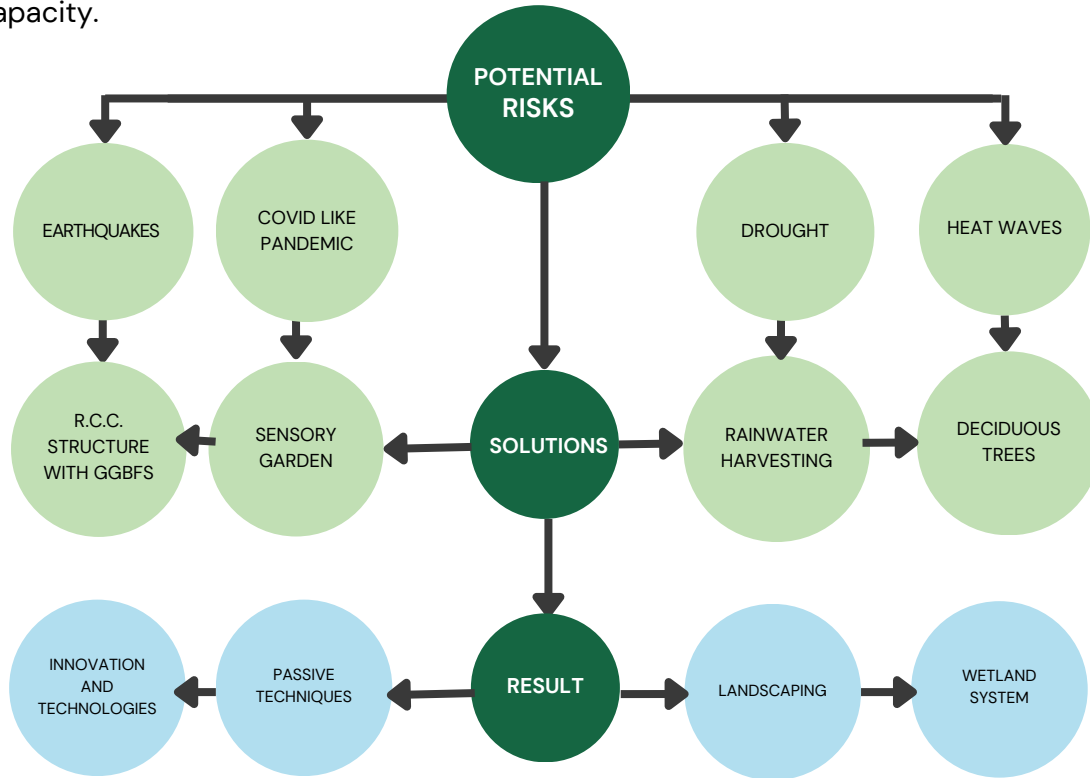 apacity.
POTENTIAL
RISKS
EARTHQUAKES
COVID LIKE
PANDEMIC
DROUGHT
HEAT WAVES
R.C.C.
STRUCTURE
WITH GGBFS
SENSORY
GARDEN
SOLUTIONS
RAINWATER
HARVESTING
DECIDUOUS
TREES
INNOVATION
AND
TECHNOLOGIES
PASSIVE
TECHNIQUES
RESULT
LANDSCAPING
WETLAND
SYSTEM